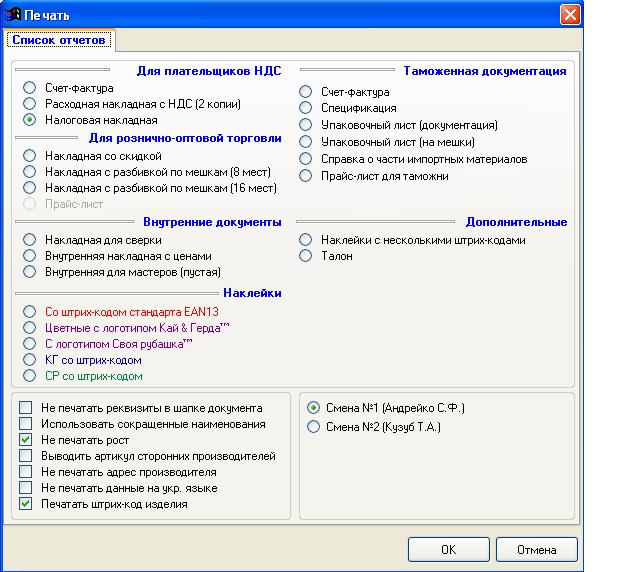 Печать
Список отчетов
Для плательщиков НДС
Счет-фактура
Расходная накладная с НДС (2 копии)
Налоговая накладная
Для рознично-оптовой торговли
Накладная со скидкой
Накладная с разбивкой по мешкам (8 мест)
Накладная с разбивкой по мешкам (16 мест)
Прайс-лист
Внутренние документы
Накладная для сверки
Внутренняя накладная с ценами
Внутренняя для мастеров (пустая)
Наклейки
Со штрих-кодом стандарта EAN13
Цветные с логотипом Кай & Герда™
С логотипом Своя рубашка™
КГ со штрих-кодом
СР со штрих-кодом
Таможенная документация
Счет-фактура
Спецификация
Упаковочный лист (документация)
Упаковочный лист (на мешки)
Справка о части импортных материалов
Прайс-лист для таможни
Дополнительные
Наклейки с несколькими штрих-кодами
Талон
Не печатать реквизиты в шапке документа
Использовать сокращенные наименования
Не печатать рост
Выводить артикул сторонних производителей
Не печатать адрес производителя
Не печатать данные на укр. языке
Печатать штрих-код изделия
Смена №1 (Андрейко С.Ф.)
Смена №2 (Кузуб Т.А.)
OK
Отмена